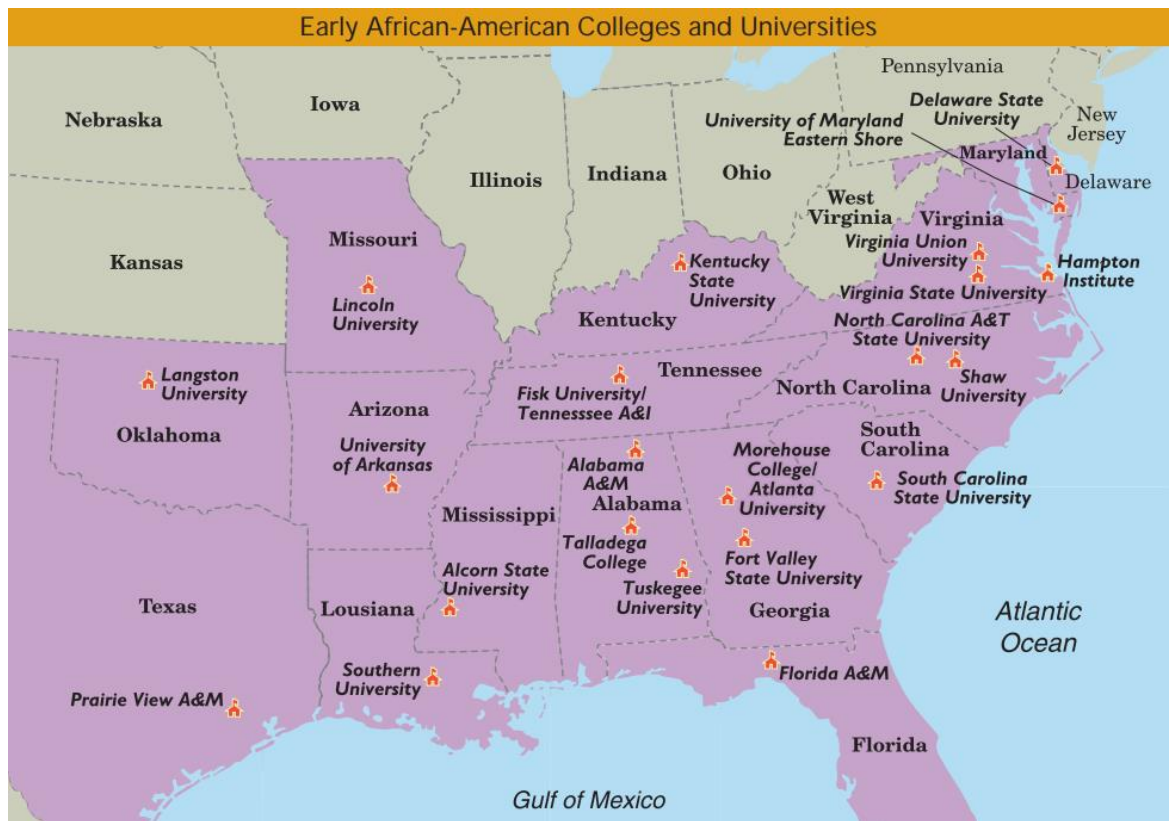 Early African-American Colleges and Universities
Pennsylvania
Delaware State
University
New
Jersey
University of Maryland
Eastern Shore
Iowa
Nebraska
Maryland
Illinois
Indiana
Ohio
Delaware
West
Virginia
Virginia
Missouri
Kansas
Virginia Union
University
Kentucky
State
University
Hampton
Institute
Virginia State University
Lincoln
University
Kentucky
North Carolina A&T
State University
Langston
University
Tennessee
Shaw
University
North Carolina
Fisk University/
Tennesssee A&I
Arizona
Oklahoma
University
of Arkansas
South
Carolina
Morehouse
College/
Atlanta
University
Alabama
A&M
South Carolina
State University
Alabama
Mississippi
Talladega
College
Fort Valley
State University
Alcorn State
University
Tuskegee
University
Texas
Lousiana
Georgia
Atlantic
Ocean
Southern
University
Florida A&M
Prairie View A&M
Florida
Gulf of Mexico